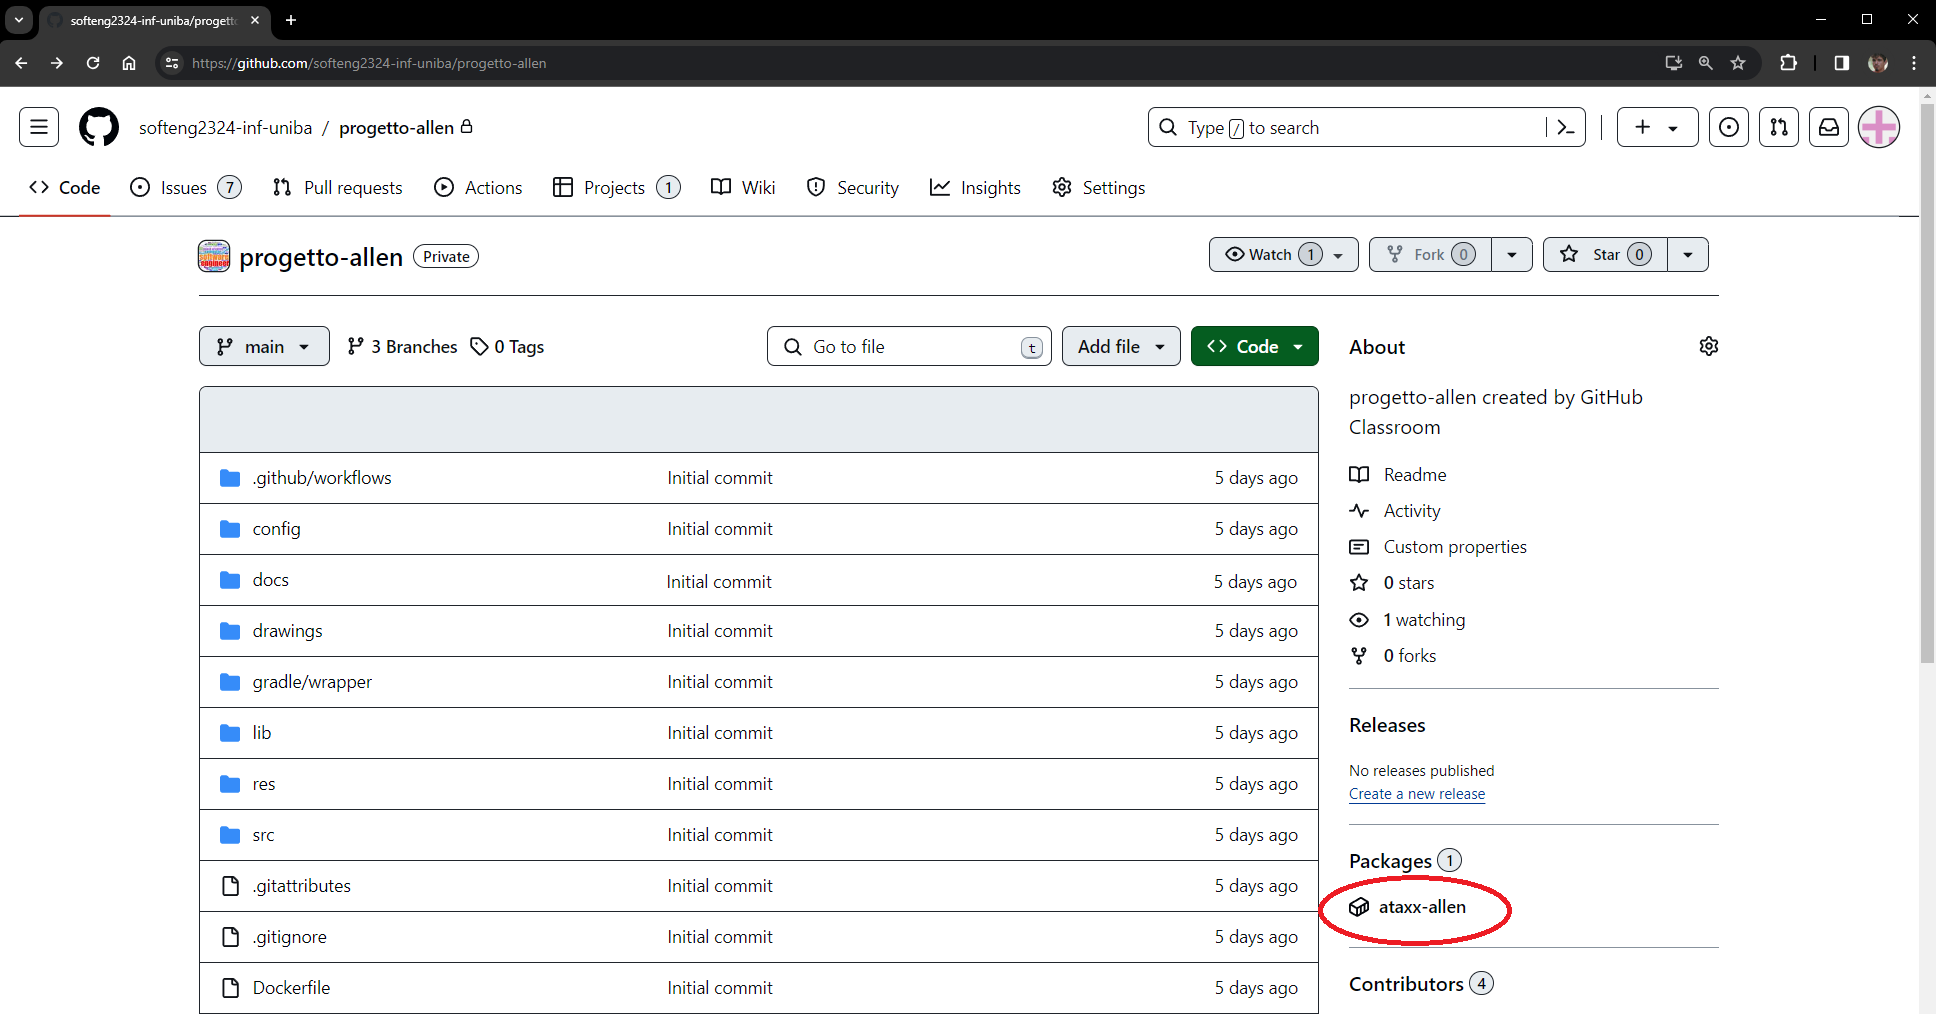 softeng2324-inf-uniba/progett
https://github.com/softeng2324-inf-uniba/progetto-allen
softeng2324-inf-uniba / progetto-allen
Type / to search
Code
Issues 7
Pull requests
Actions
Projects 1
Wiki
Security
Insights
Settings
progetto-allen Private
Watch 1
Fork 0
Star 0
main
3 Branches
0 Tags
Go to file t
Add file
Code
.github/workflows Initial commit 5 days ago
config Initial commit 5 days ago
docs Initial commit 5 days ago
drawings Initial commit 5 days ago
gradle/wrapper Initial commit 5 days ago
lib Initial commit 5 days ago
res Initial commit 5 days ago
src Initial commit 5 days ago
.gitattributes Initial commit 5 days ago
.gitignore Initial commit 5 days ago
Dockerfile Initial commit 5 days ago
About
progetto-allen created by GitHub
Classroom
Readme
Activity
Custom properties
0 stars
1 watching
0 forks
Releases
No releases published
Create a new release
Packages 1
ataxx-allen
Contributors 4